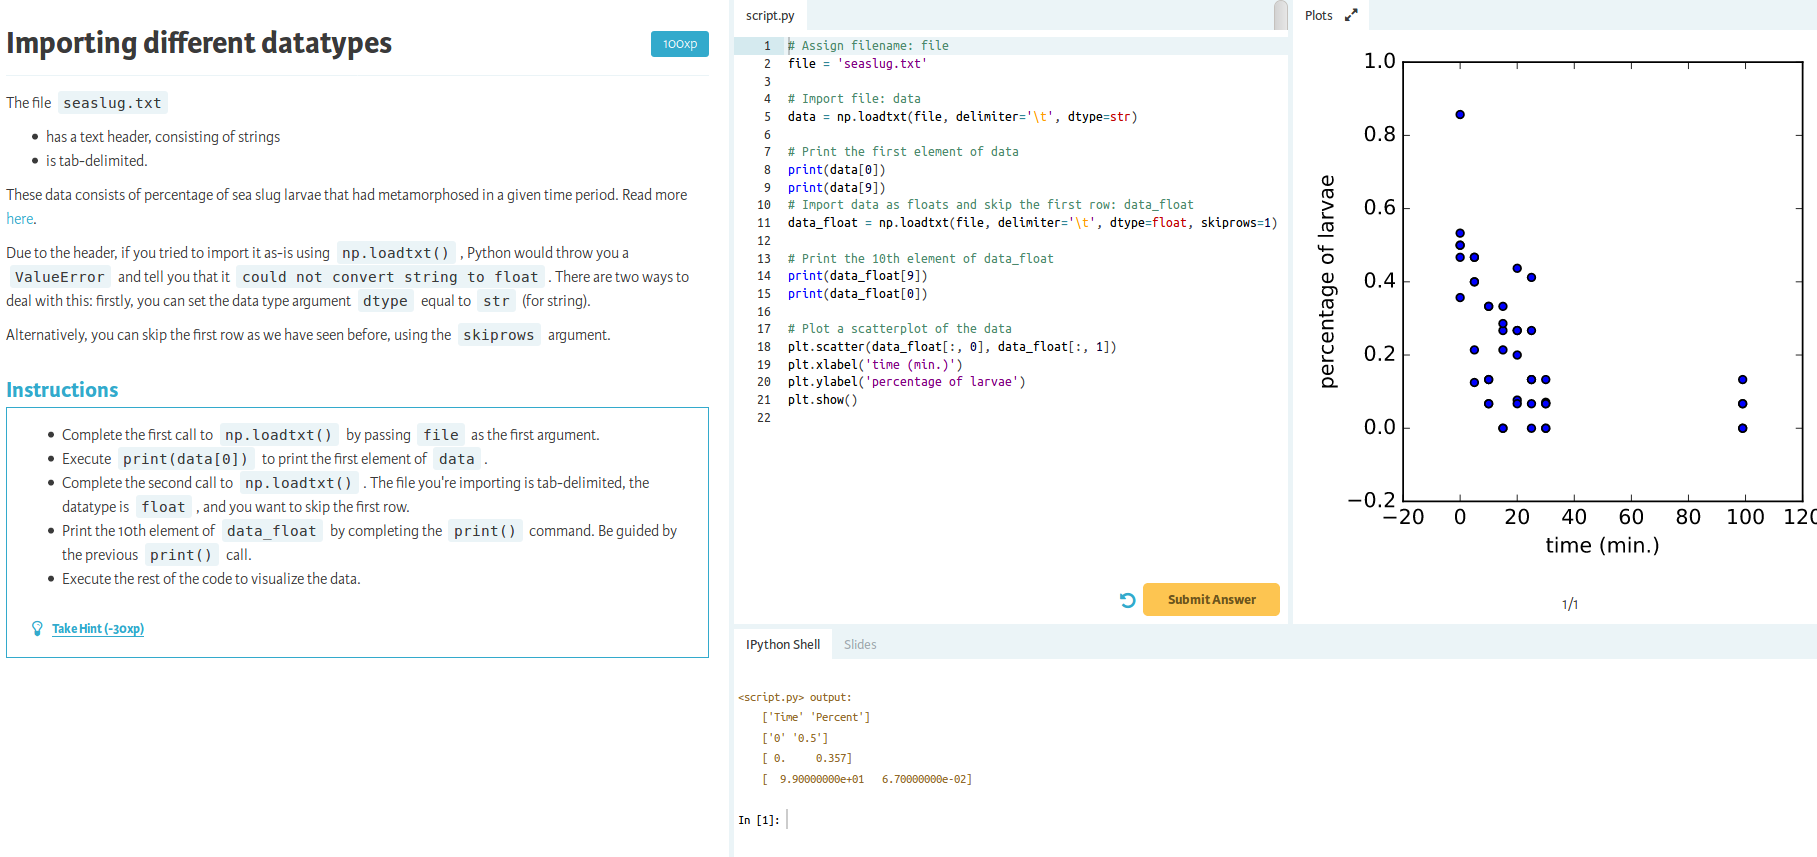 Importing different datatypes
100xp
The file seaslug.txt
has a text header, consisting of strings
is tab-delimited.
These data consists of percentage of sea slug larvae that had metamorphosed in a given time period. Read more
here.
Due to the header, if you tried to import it as-is using np.loadtxt() , Python would throw you a
ValueError and tell you that it could not convert string to float . There are two ways to
deal with this: firstly, you can set the data type argument dtype equal to str (for string).
Alternatively, you can skip the first row as we have seen before, using the skiprows argument.
Instructions
Complete the first call to np.loadtxt() by passing file as the first argument.
Execute print(data[0]) to print the first element of data .
Complete the second call to np.loadtxt() . The file you're importing is tab-delimited, the
datatype is float , and you want to skip the first row.
Print the 10th element of data_float by completing the print() command. Be guided by
the previous print() call.
Execute the rest of the code to visualize the data.
Take Hint (-30xp)
script.py
1 # Assign filename: file
2 file = 'seaslug.txt'
3
4 # Import file: data
5 data = np.loadtxt(file, delimiter='\t', dtype=str)
6
7 # Print the first element of data
8 print(data[0])
9 print(data[9])
10 # Import data as floats and skip the first row: data_float
11 data_float = np.loadtxt(file, delimiter='\t', dtype=float, skiprows=1)
12
13 # Print the 10th element of data_float
14 print(data_float[9])
15 print(data_float[0])
16
17 # Plot a scatterplot of the data
18 plt.scatter(data_float[:, 0], data_float[:, 1])
19 plt.xlabel('time (min.)')
20 plt.ylabel('percentage of larvae')
21 plt.show()
22
Submit Answer
Plots
1.0
0.8
0.6
0.4
0.2
0.0
−0.2
percentage of larvae
−20 0 20 40 60 80 100 120
time (min.)
1/1
IPython Shell Slides
<script.py> output:
['Time' 'Percent']
['0' '0.5']
[ 0. 0.357]
[ 9.90000000e+01 6.70000000e-02]
In [1]: